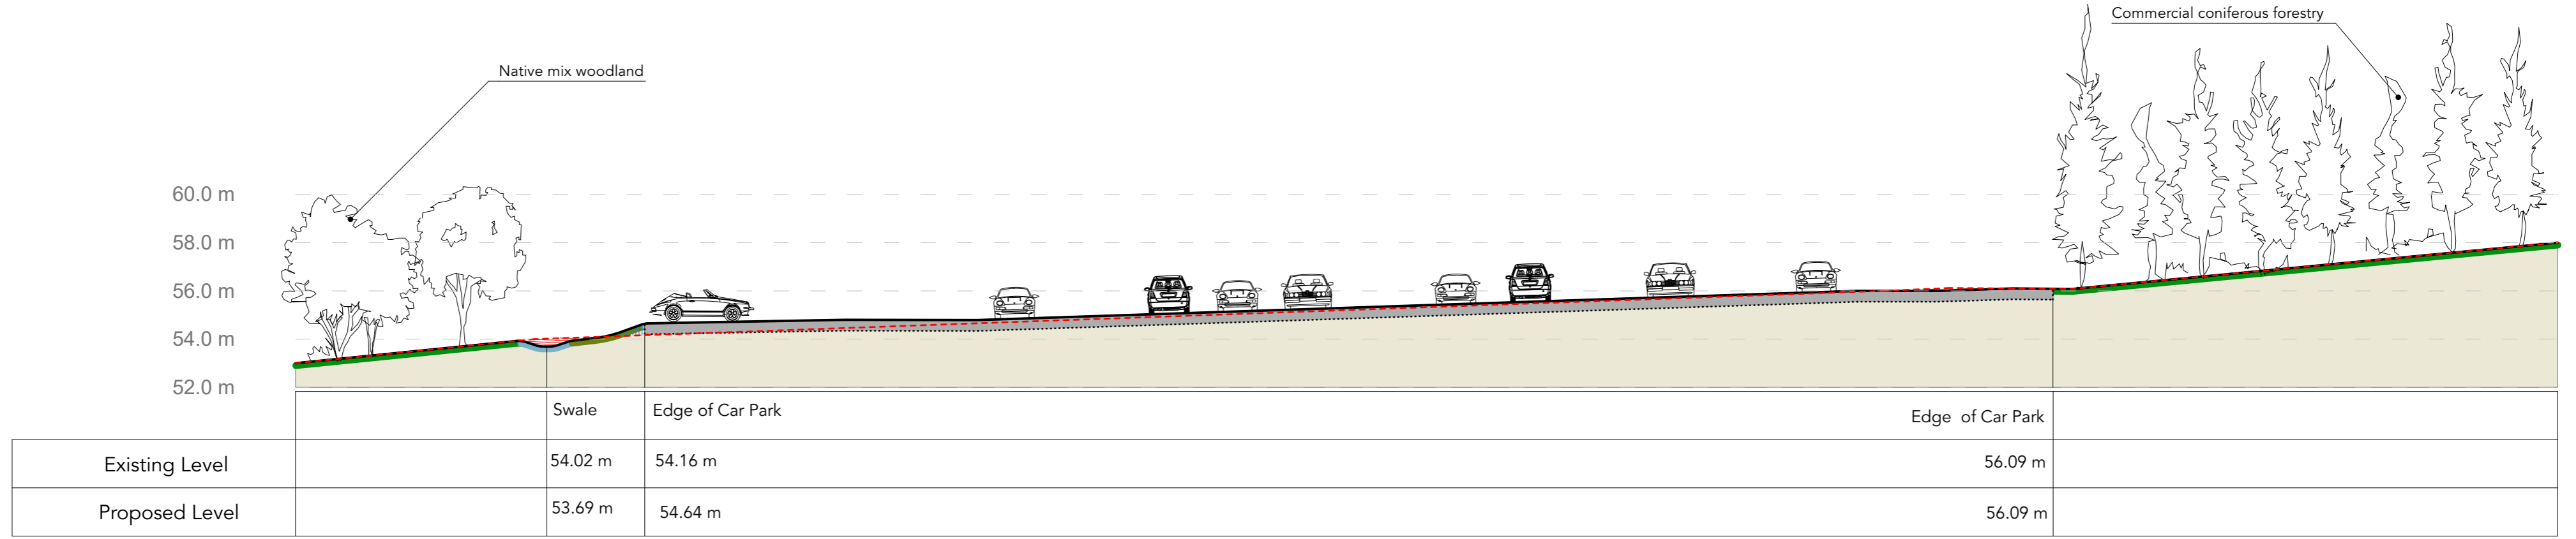 Commercial coniferous forestry
Native mix woodland
60.0 m
58.0 m
56.0 m
54.0 m
52.0 m
Swale
Edge of Car Park
Edge of Car Park
Existing Level
54.02 m
54.16 m
56.09 m
Proposed Level
53.69 m
54.64 m
56.09 m